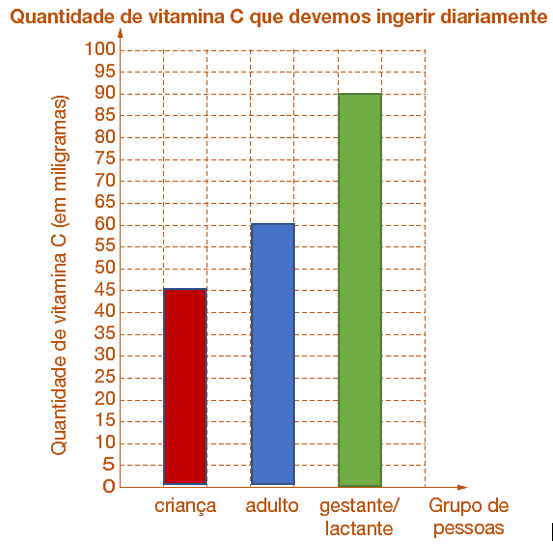 Quantidade de vitamina C que devemos ingerir diariamente
Quantidade de vitamina C (em miligramas)
100
95
90
85
80
75
70
65
60
55
50
45
40
35
30
25
20
15
10
5
0
criança
adulto
gestante/
lactante
Grupo de
pessoas